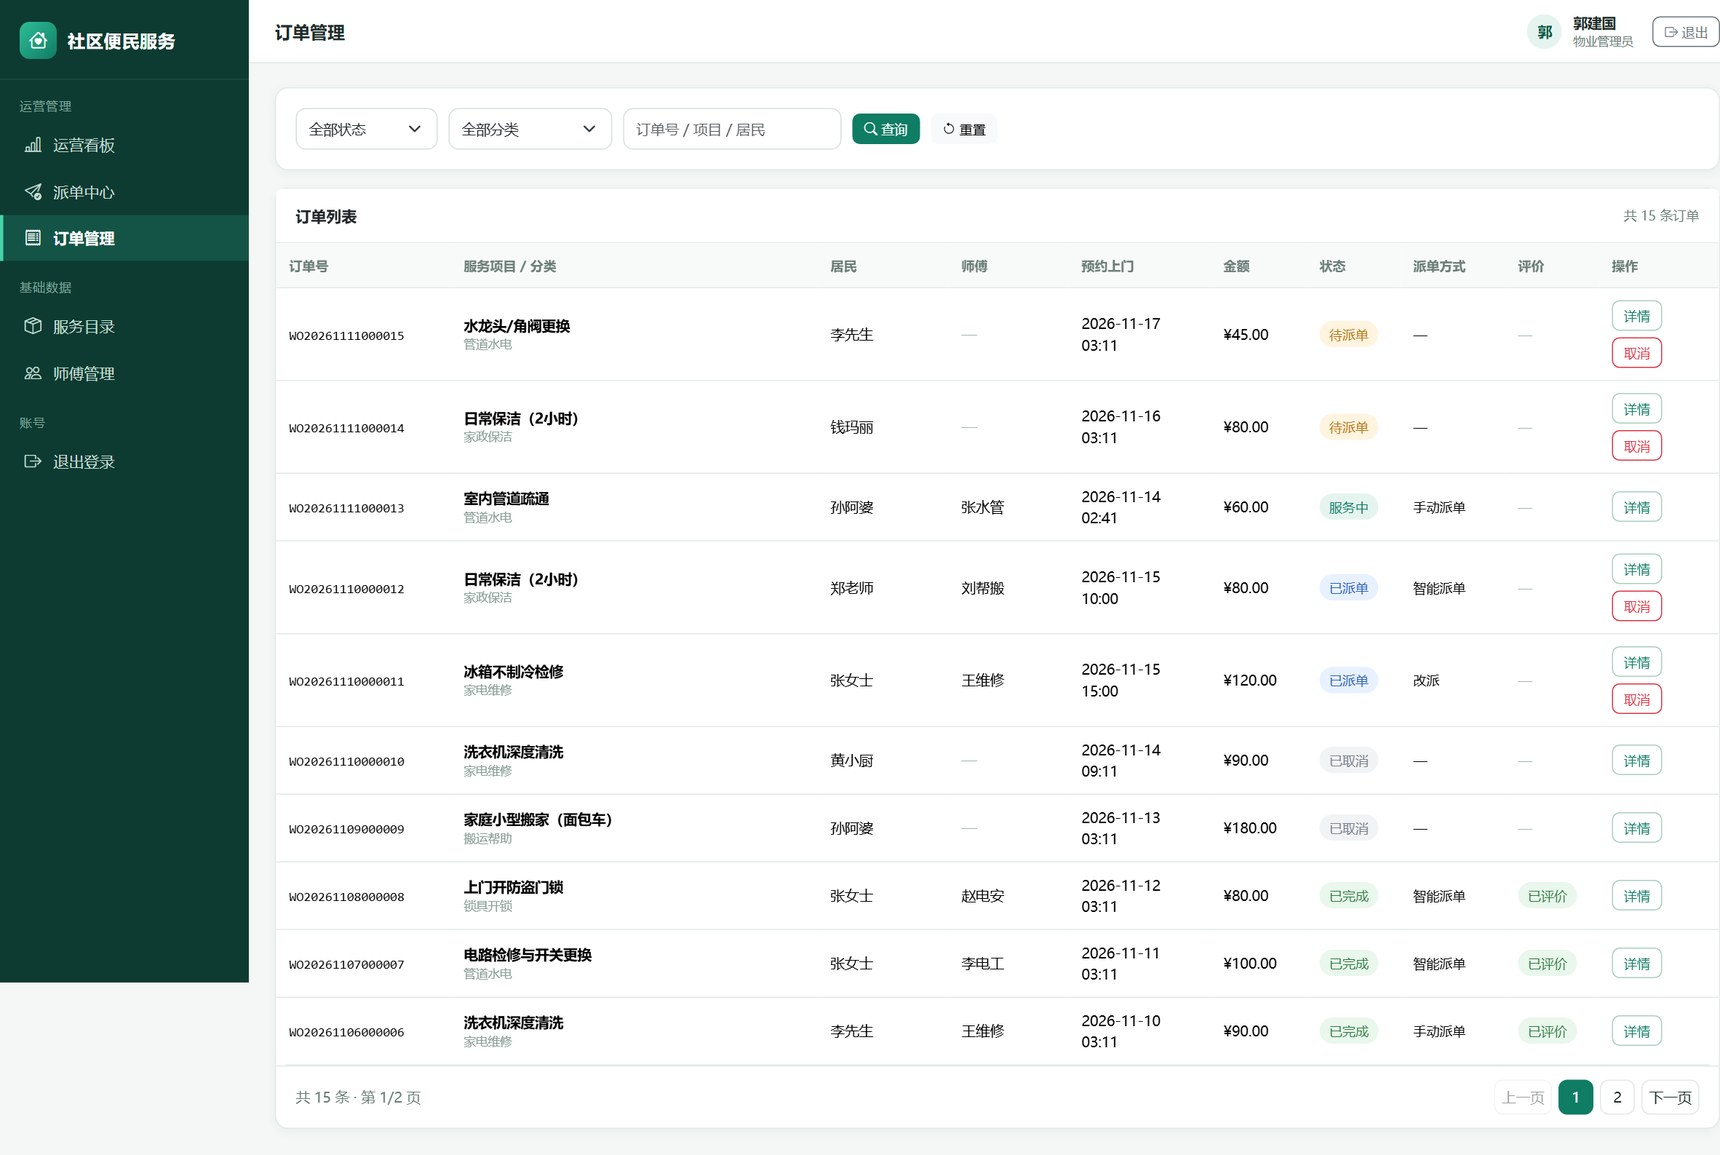 社区便民服务
运营管理
运营看板
派单中心
订单管理
基础数据
服务目录
师傅管理
账号
退出登录
订单管理
郭
郭建国
物业管理员
退出
全部状态
全部分类
订单号 / 项目 / 居民
查询
重置
订单列表
共 15 条订单
订单号 服务项目 / 分类 居民 师傅 预约上门 金额 状态 派单方式 评价 操作
WO20261111000015 水龙头/角阀更换 管道水电 李先生 — 2026-11-17 03:11 ¥45.00 待派单 — — 详情 取消
WO20261111000014 日常保洁（2小时） 家政保洁 钱玛丽 — 2026-11-16 03:11 ¥80.00 待派单 — — 详情 取消
WO20261111000013 室内管道疏通 管道水电 孙阿婆 张水管 2026-11-14 02:41 ¥60.00 服务中 手动派单 — 详情
WO20261110000012 日常保洁（2小时） 家政保洁 郑老师 刘帮搬 2026-11-15 10:00 ¥80.00 已派单 智能派单 — 详情 取消
WO20261110000011 冰箱不制冷检修 家电维修 张女士 王维修 2026-11-15 15:00 ¥120.00 已派单 改派 — 详情 取消
WO20261110000010 洗衣机深度清洗 家电维修 黄小厨 — 2026-11-14 09:11 ¥90.00 已取消 — — 详情
WO20261109000009 家庭小型搬家（面包车） 搬运帮助 孙阿婆 — 2026-11-13 03:11 ¥180.00 已取消 — — 详情
WO20261108000008 上门开防盗门锁 锁具开锁 张女士 赵电安 2026-11-12 03:11 ¥80.00 已完成 智能派单 已评价 详情
WO20261107000007 电路检修与开关更换 管道水电 张女士 李电工 2026-11-11 03:11 ¥100.00 已完成 智能派单 已评价 详情
WO20261106000006 洗衣机深度清洗 家电维修 李先生 王维修 2026-11-10 03:11 ¥90.00 已完成 手动派单 已评价 详情
共 15 条 · 第 1/2 页
上一页 1 2 下一页